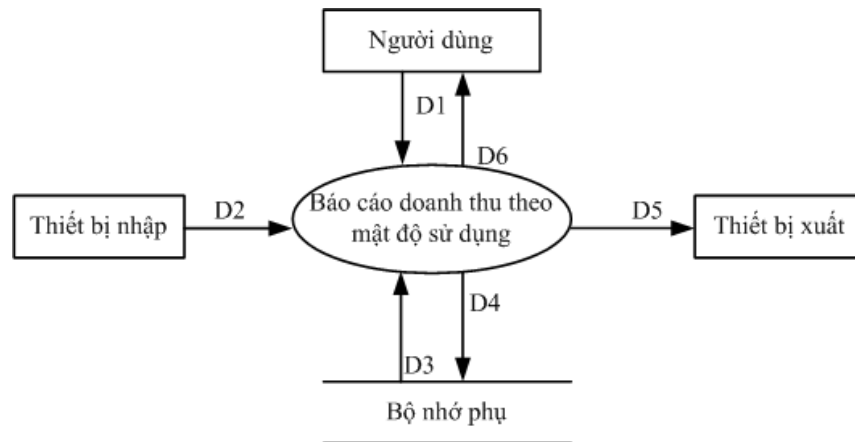 Người dùng
D1
D6
Thiết bị nhập
D2
Báo cáo doanh thu theo
mật độ sử dụng
D5
Thiết bị xuất
D4
D3
Bộ nhớ phụ